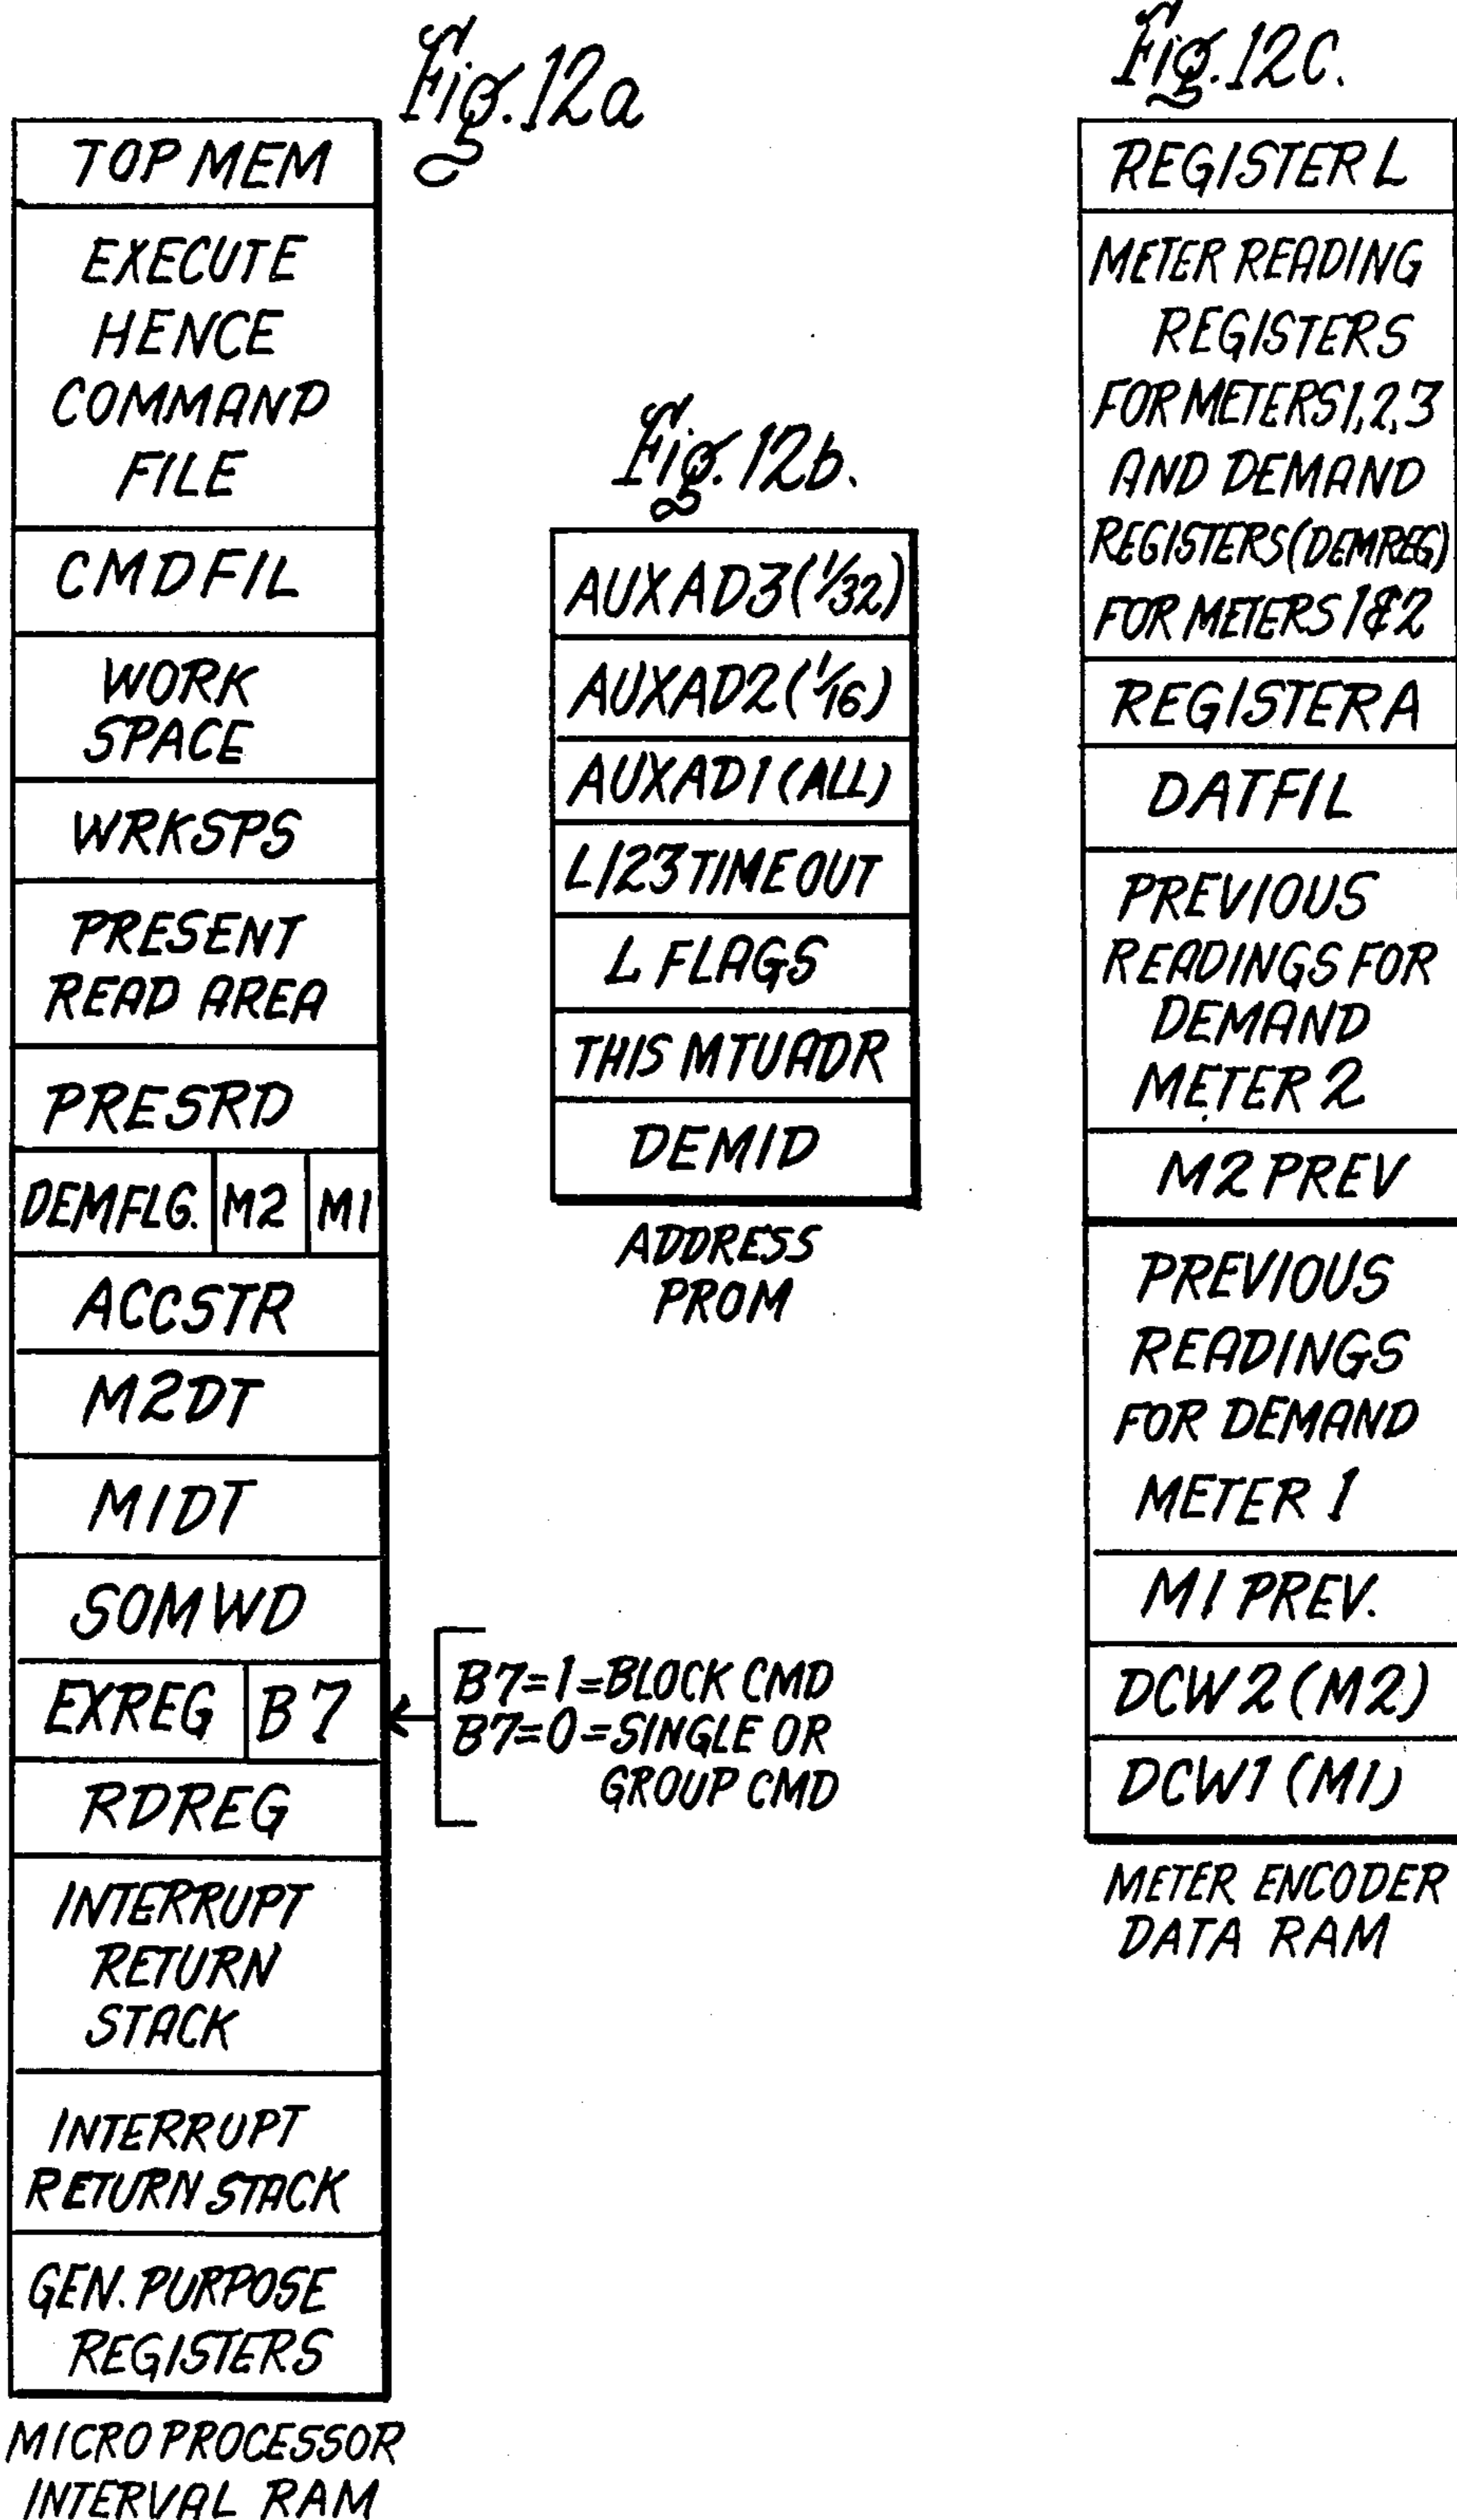 Fig. 12a
TOP MEM
EXECUTE
HENCE
COMMAND
FILE
CMDFIL
WORK
SPACE
WRKSPS
PRESENT
READ AREA
PRESRD
DEMFLG. M2 M1
ACCSTR
M2DT
M1DT
SOMWD
EXREG B7
B7=1=BLOCK CMD
B7=0=SINGLE OR
GROUP CMD
RDREG
INTERRUPT
RETURN
STACK
INTERRUPT
RETURN STACK
GEN. PURPOSE
REGISTERS
MICROPROCESSOR
INTERVAL RAM
Fig. 12b.
AUXAD3 (1/32)
AUXAD2 (1/16)
AUXAD1 (ALL)
L123 TIMEOUT
L FLAGS
THIS MTUADR
DEMID
ADDRESS
PROM
Fig. 12c.
REGISTER L
METER READING
REGISTERS
FOR METERS 1,2,3
AND DEMAND
REGISTERS (DEMREG)
FOR METERS 1&2
REGISTER A
DATFIL
PREVIOUS
READINGS FOR
DEMAND
METER 2
M2 PREV
PREVIOUS
READINGS
FOR DEMAND
METER 1
M1 PREV.
DCW2 (M2)
DCW1 (M1)
METER ENCODER
DATA RAM